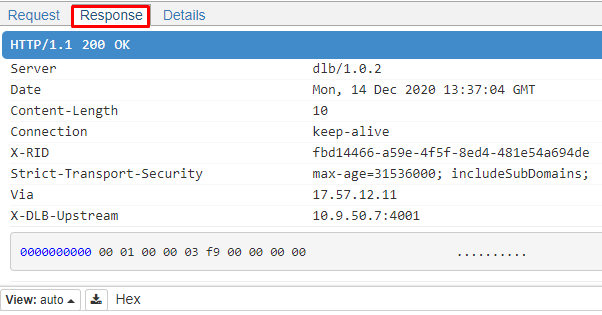 Request Response Details
HTTP/1.1 200 OK
Server dlb/1.0.2
Date Mon, 14 Dec 2020 13:37:04 GMT
Content-Length 10
Connection keep-alive
X-RID fbd14466-a59e-4f5f-8ed4-481e54a694de
Strict-Transport-Security max-age=31536000; includeSubDomains;
Via 17.57.12.11
X-DLB-Upstream 10.9.50.7:4001
0000000000 00 01 00 00 03 f9 00 00 00 00 ..........
View: auto Hex